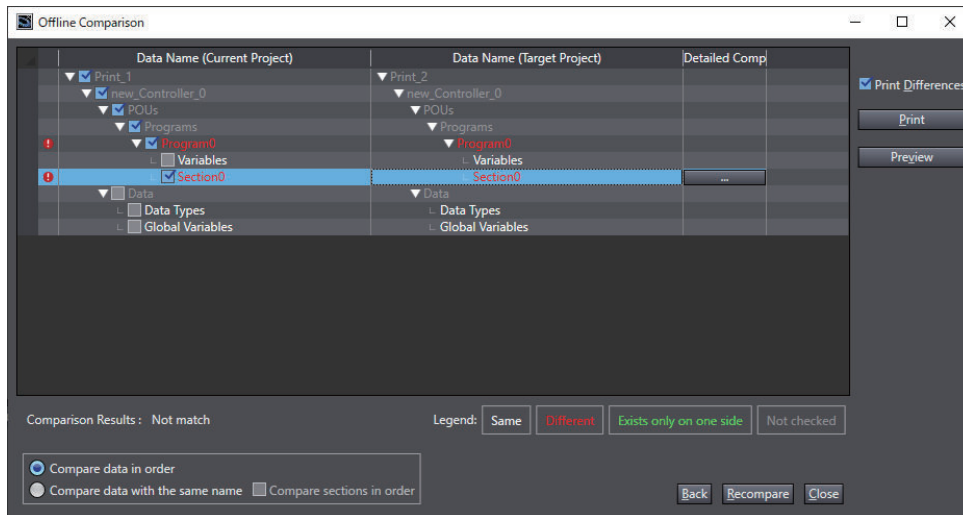 Offline Comparison
Data Name (Current Project) Data Name (Target Project) Detailed Comp
Print_1 Print_2
new_Controller_0 new_Controller_0
POUs POUs
Programs Programs
Program0 Program0
Variables Variables
Section0 Section0 ...
Data Data
Data Types Data Types
Global Variables Global Variables
Print Differences
Print
Preview
Comparison Results : Not match Legend: Same Different Exists only on one side Not checked
Compare data in order
Compare data with the same name Compare sections in order
Back Recompare Close